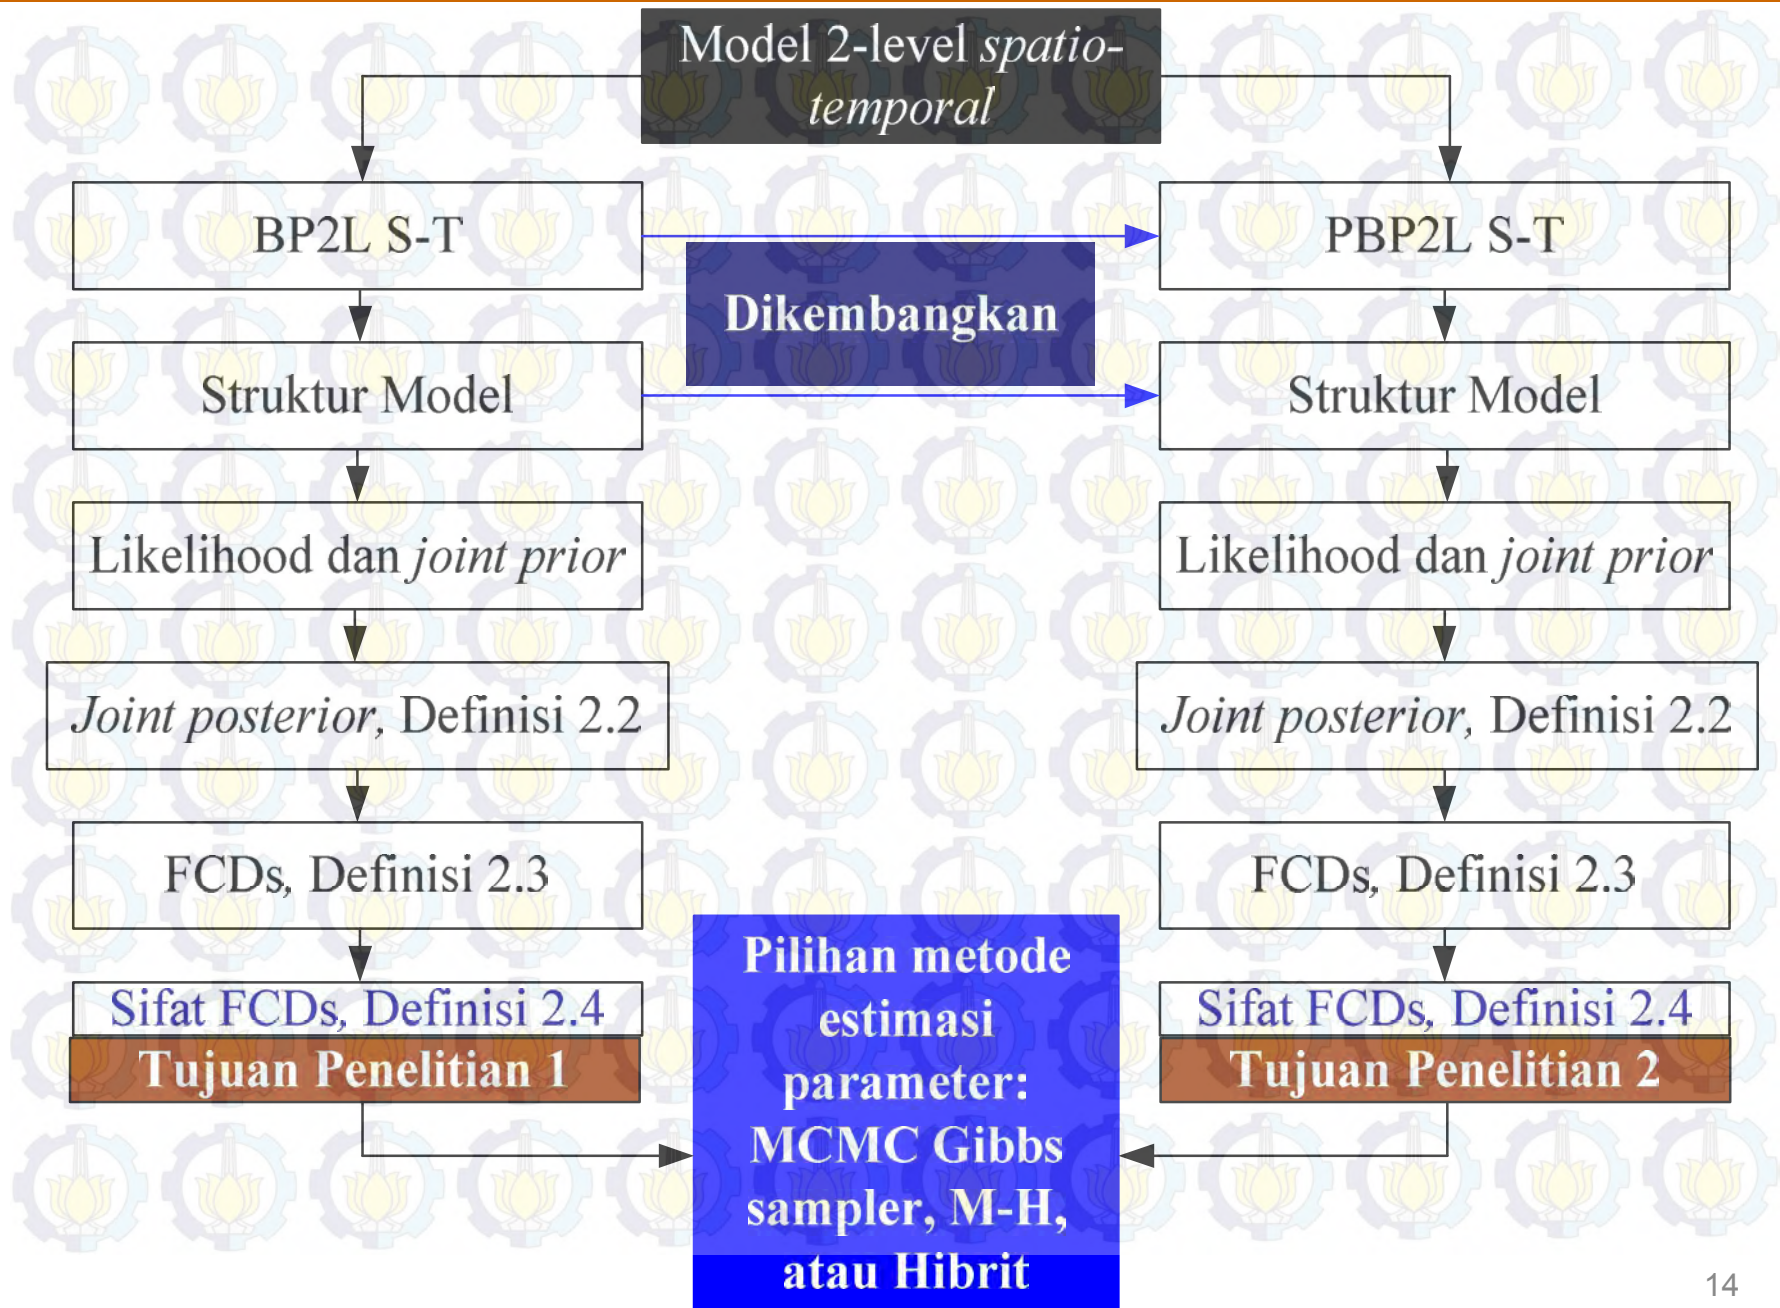 Model 2-level spatio-
temporal
BP2L S-T
PBP2L S-T
Dikembangkan
Struktur Model
Struktur Model
Likelihood dan joint prior
Likelihood dan joint prior
Joint posterior, Definisi 2.2
Joint posterior, Definisi 2.2
FCDs, Definisi 2.3
FCDs, Definisi 2.3
Sifat FCDs, Definisi 2.4
Tujuan Penelitian 1
Sifat FCDs, Definisi 2.4
Tujuan Penelitian 2
Pilihan metode
estimasi
parameter:
MCMC Gibbs
sampler, M-H,
atau Hibrit
14